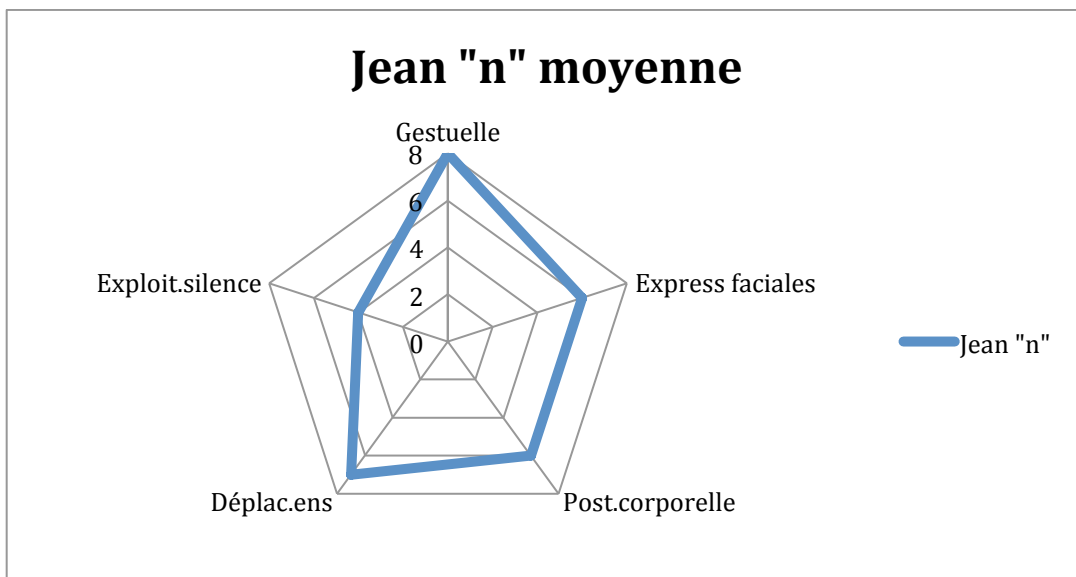 Jean "n" moyenne
Gestuelle
8
6
4
2
0
Exploit.silence
Express faciales
Déplac.ens
Post.corporelle
Jean "n"